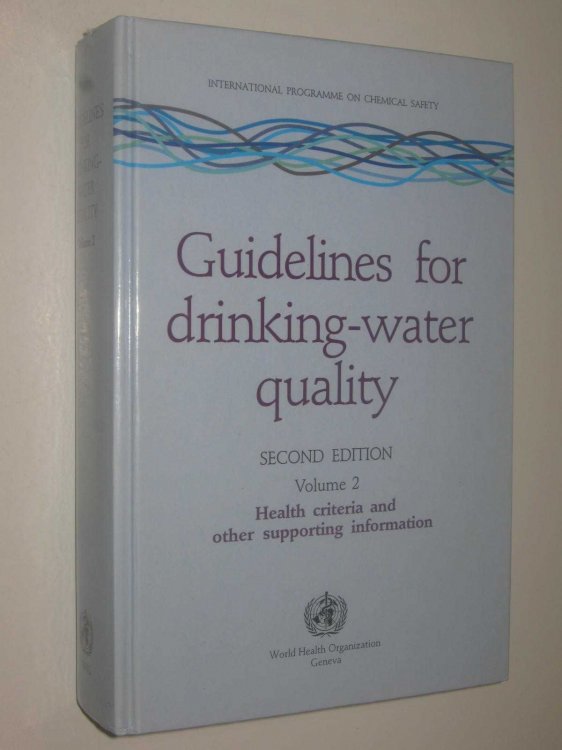 INTERNATIONAL PROGRAMME ON CHEMICAL SAFETY
Guidelines for
drinking-water
quality
SECOND EDITION
Volume 2
Health criteria and
other supporting information
World Health Organization
Geneva